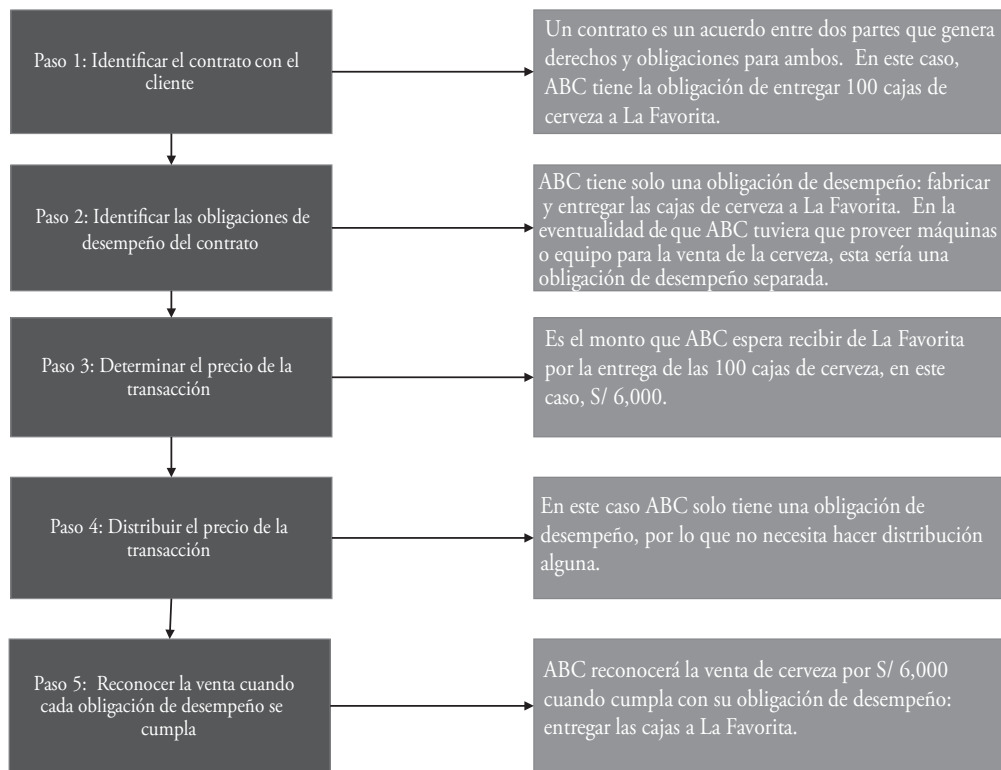 Paso 1: Identificar el contrato con el
cliente
Un contrato es un acuerdo entre dos partes que genera
derechos y obligaciones para ambos.  En este caso,
ABC tiene la obligación de entregar 100 cajas de
cerveza a La Favorita.
Paso 2: Identificar las obligaciones de
desempeño del contrato
ABC tiene solo una obligación de desempeño: fabricar
y entregar las cajas de cerveza a La Favorita.  En la
eventualidad de que ABC tuviera que proveer máquinas
o equipo para la venta de la cerveza, esta sería una
obligación de desempeño separada.
Paso 3: Determinar el precio de la
transacción
Es el monto que ABC espera recibir de La Favorita
por la entrega de las 100 cajas de cerveza, en este
caso, S/ 6,000.
Paso 4: Distribuir el precio de la
transacción
En este caso ABC solo tiene una obligación de
desempeño, por lo que no necesita hacer distribución
alguna.
Paso 5:  Reconocer la venta cuando
cada obligación de desempeño se
cumpla
ABC reconocerá la venta de cerveza por S/ 6,000
cuando cumpla con su obligación de desempeño:
entregar las cajas a La Favorita.